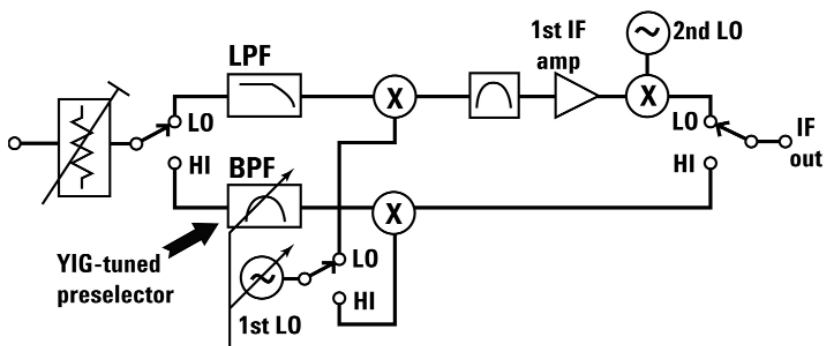 1st IF
amp
2nd LO
LPF
X
X
LO
LO
IF
out
HI
HI
BPF
X
YIG-tuned
preselector
LO
HI
1st LO